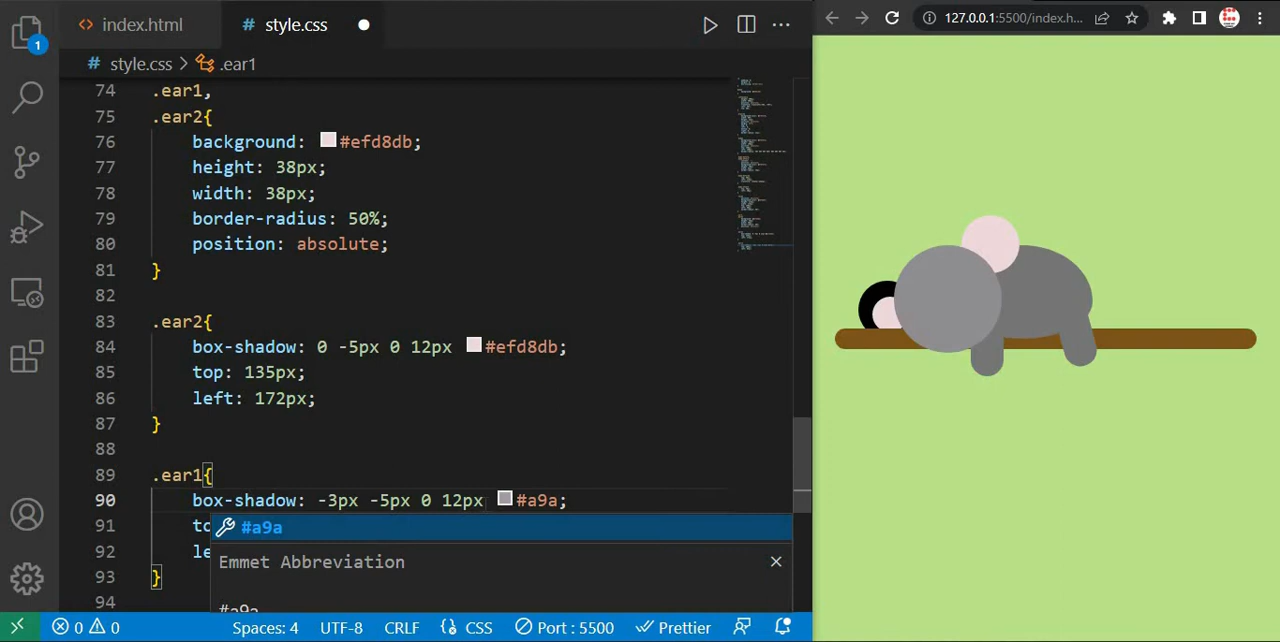 index.html
style.css
127.0.0.1:5500/index.h...
1
style.css > .ear1
74 .ear1,
75 .ear2{
76 background: #efd8db;
77 height: 38px;
78 width: 38px;
79 border-radius: 50%;
80 position: absolute;
81 }
82
83 .ear2{
84 box-shadow: 0 -5px 0 12px #efd8db;
85 top: 135px;
86 left: 172px;
87 }
88
89 .ear1{
90 box-shadow: -3px -5px 0 12px #a9a;
91 to
#a9a
92 le
Emmet Abbreviation
93 }
94
#a9a
0 0
Spaces: 4
UTF-8
CRLF
{} CSS
Port : 5500
Prettier